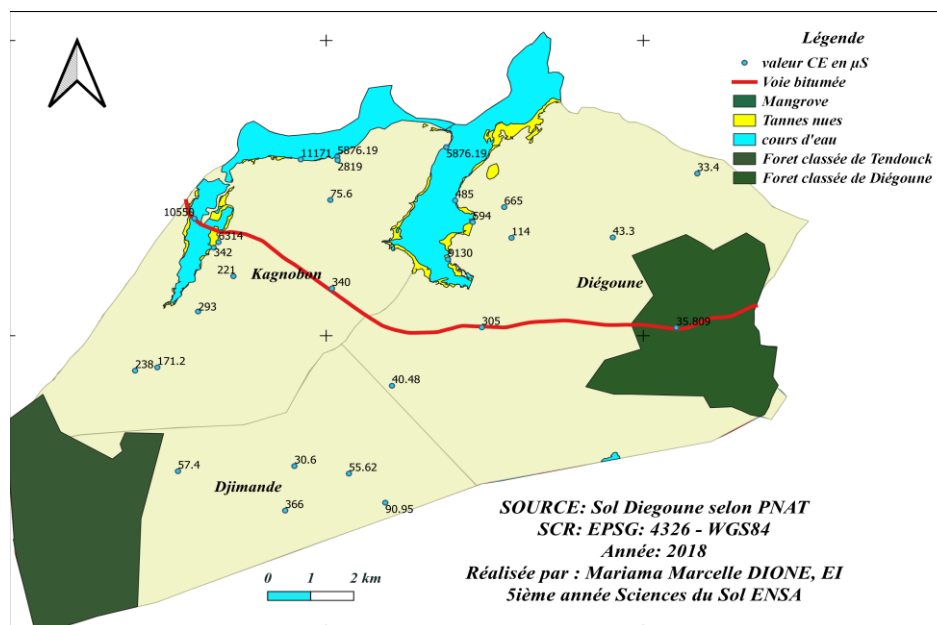 Légende
valeur CE en µS
Voie bitumée
Mangrove
Tannes nues
cours d'eau
Foret classée de Tendouck
Foret classée de Diégoune
11171
5876.19
2819
5876.19
33.4
75.6
485
665
10550
594
114
43.3
8314
342
221
Kagnobon
9130
340
Diégoune
293
305
35.809
238
171.2
40.48
57.4
30.6
55.62
Djimande
366
90.95
SOURCE: Sol Diegoune selon PNAT
SCR: EPSG: 4326 - WGS84
Année: 2018
Réalisée par : Mariama Marcelle DIONE, EI
5ième année Sciences du Sol ENSA
0 1 2 km